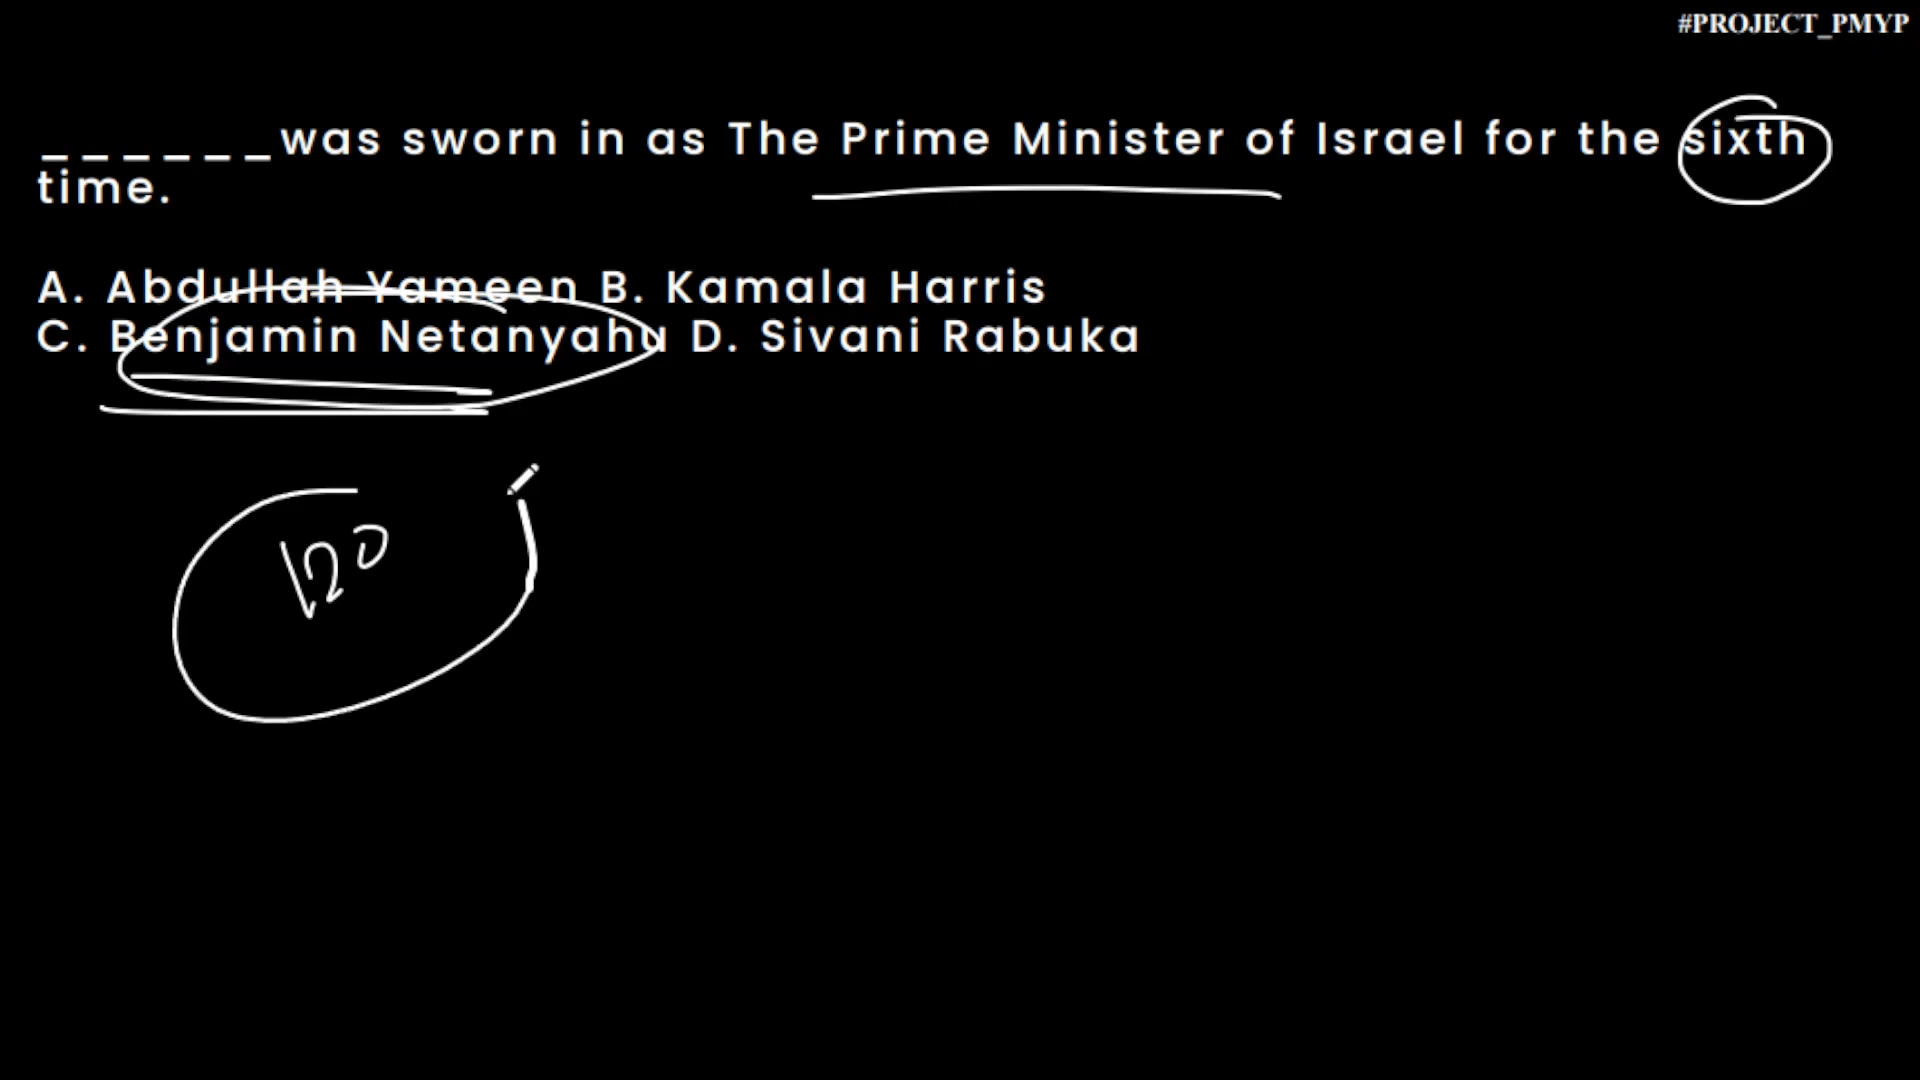 #PROJECT_PMYP
______was sworn in as The Prime Minister of Israel for the sixth
time.
A. Abdullah Yameen B. Kamala Harris
C. Benjamin Netanyahu D. Sivani Rabuka
120